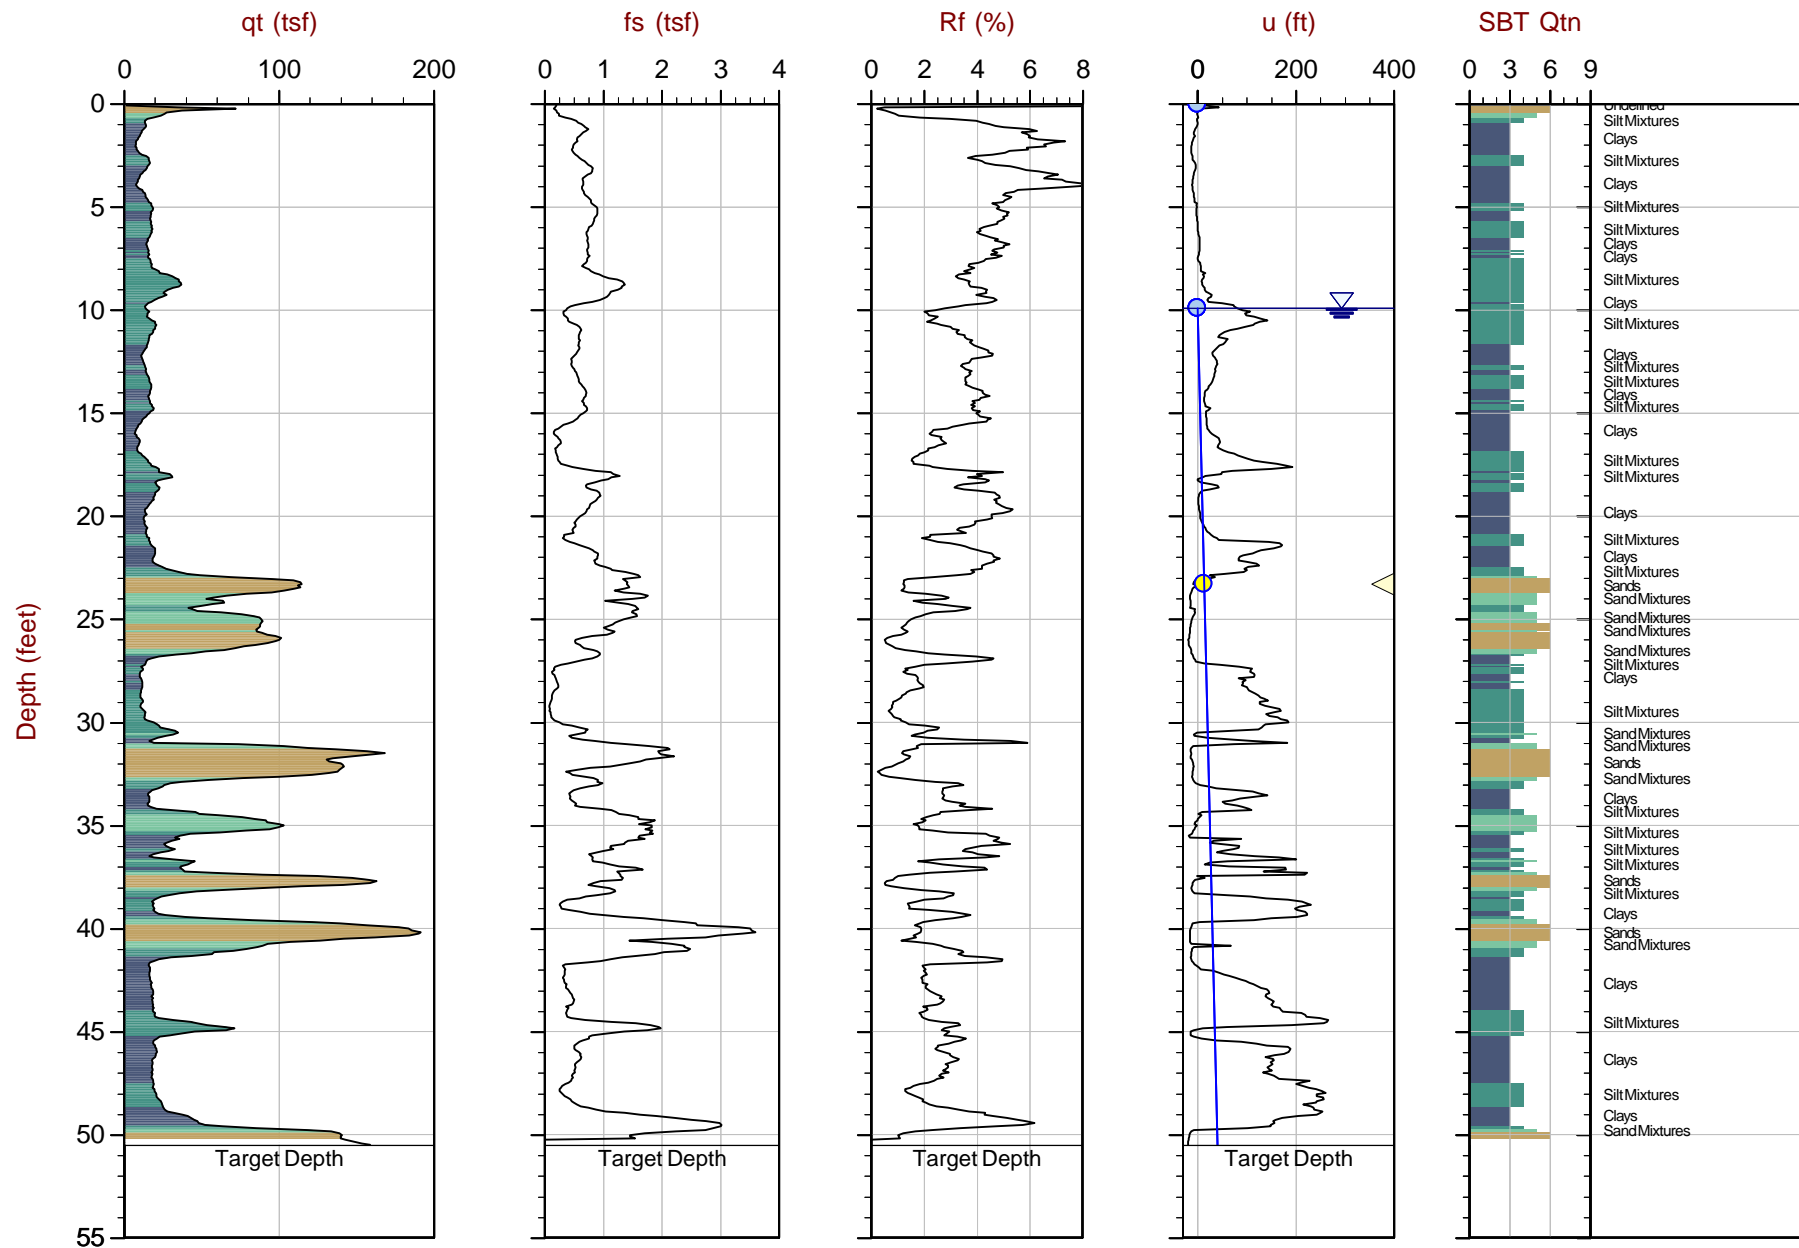 qt (tsf) fs (tsf) Rf (%) u (ft) SBT Qtn
0 100 200 0 1 2 3 4 0 2 4 6 8 0 200 400 0 3 6 9
0
5
10
15
20
25
30
35
40
45
50
55
Depth (feet)
Undefined
Silt Mixtures
Clays
Silt Mixtures
Clays
Silt Mixtures
Silt Mixtures
Clays
Clays
Silt Mixtures
Clays
Silt Mixtures
Clays
Silt Mixtures
Silt Mixtures
Clays
Silt Mixtures
Clays
Silt Mixtures
Silt Mixtures
Clays
Silt Mixtures
Clays
Silt Mixtures
Sands
Sand Mixtures
Sand Mixtures
Sand Mixtures
Sand Mixtures
Silt Mixtures
Clays
Silt Mixtures
Sand Mixtures
Sand Mixtures
Sands
Sand Mixtures
Clays
Silt Mixtures
Silt Mixtures
Silt Mixtures
Silt Mixtures
Sands
Silt Mixtures
Clays
Sands
Sand Mixtures
Clays
Silt Mixtures
Clays
Silt Mixtures
Clays
Sand Mixtures
Target Depth Target Depth Target Depth Target Depth